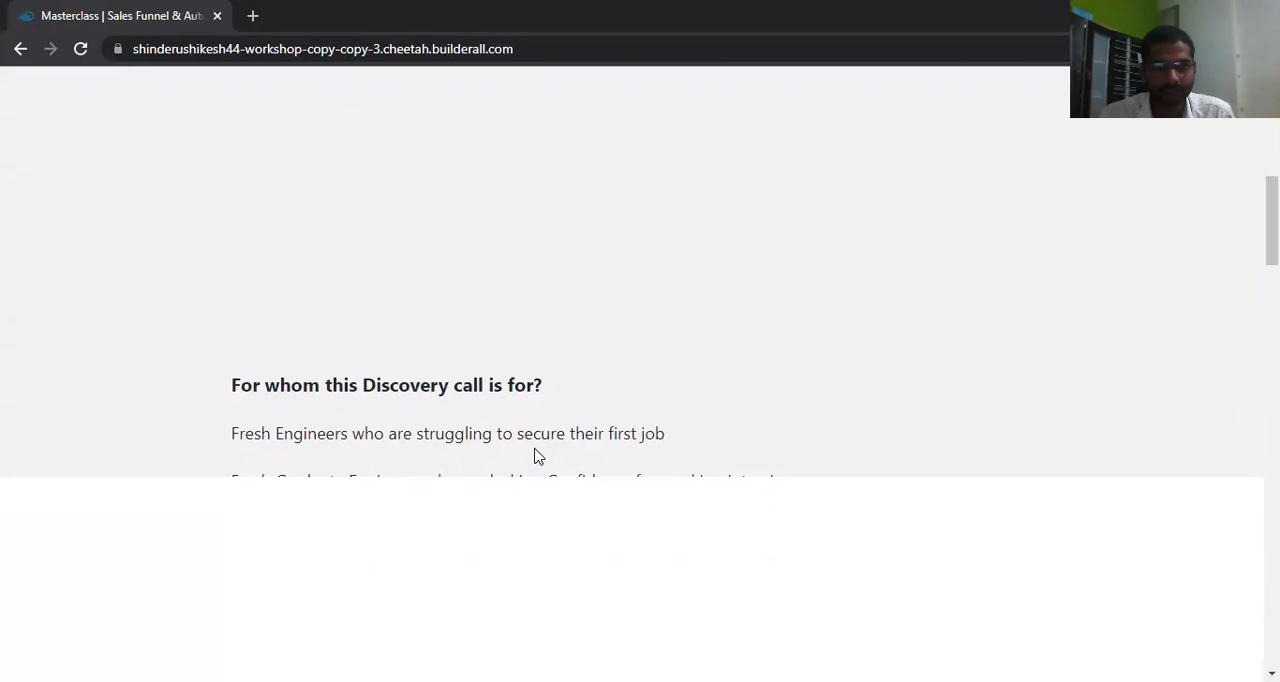 Masterclass | Sales Funnel & Aut
shinderushikesh44-workshop-copy-copy-3.cheetah.builderall.com
For whom this Discovery call is for?
Fresh Engineers who are struggling to secure their first job